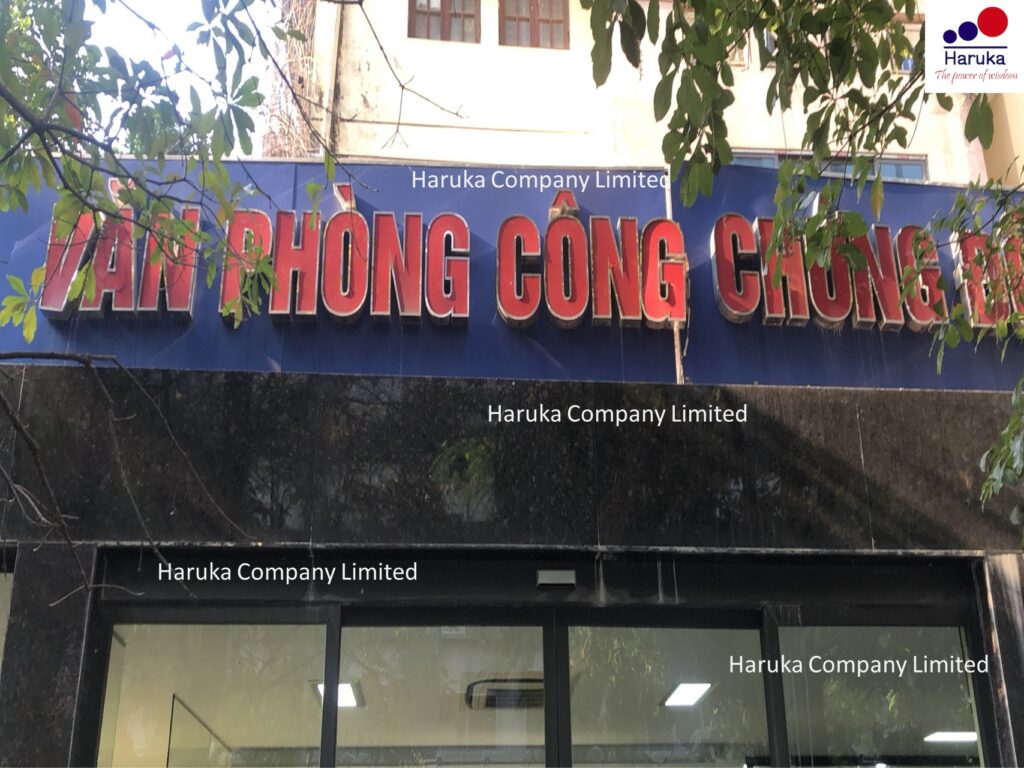 Haruka
The power of wisdom
Haruka Company Limited
VĂN PHÒNG CÔNG CHỨNG
Haruka Company Limited
Haruka Company Limited
Haruka Company Limited